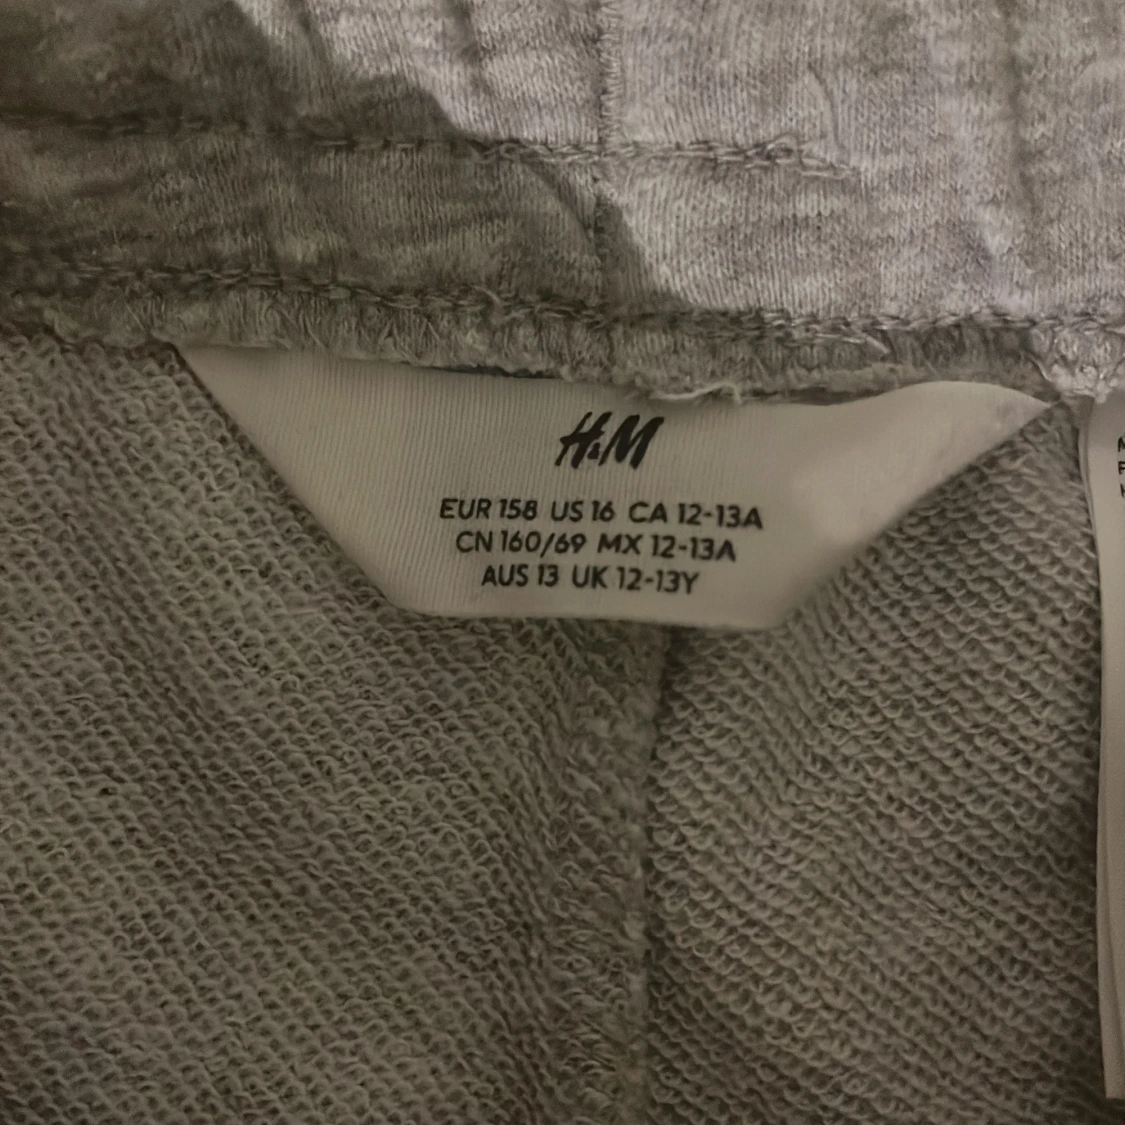 H&M
EUR 158 US 16 CA 12-13A
CN 160/69 MX 12-13A
AUS 13 UK 12-13Y